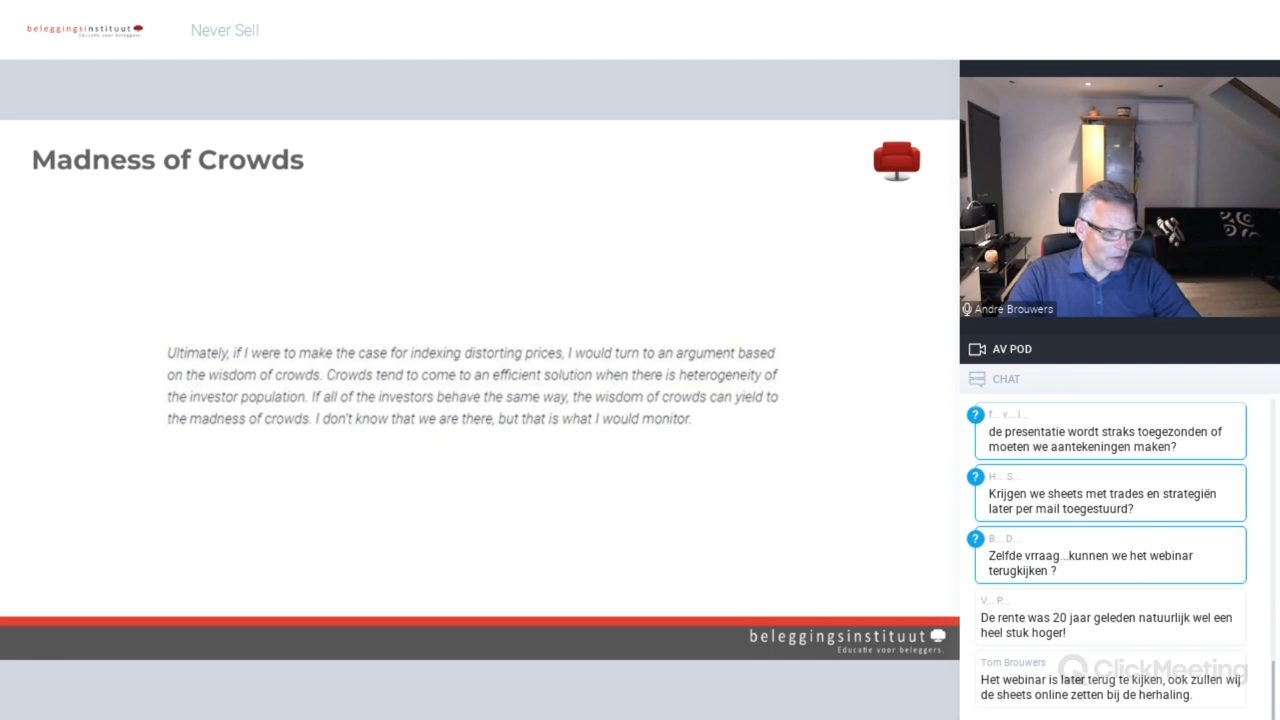 beleggingsinstituut
Educatie voor beleggers.
Never Sell
Madness of Crowds
Ultimately, if I were to make the case for indexing distorting prices, I would turn to an argument based
on the wisdom of crowds. Crowds tend to come to an efficient solution when there is heterogeneity of
the investor population. If all of the investors behave the same way, the wisdom of crowds can yield to
the madness of crowds. I don't know that we are there, but that is what I would monitor.
beleggingsinstituut
Educatie voor beleggers.
André Brouwers
AV POD
CHAT
? f... v... l...
de presentatie wordt straks toegezonden of
moeten we aantekeningen maken?
? H... S...
Krijgen we sheets met trades en strategiën
later per mail toegestuurd?
? B... D...
Zelfde vrraag...kunnen we het webinar
terugkijken ?
V... P...
De rente was 20 jaar geleden natuurlijk wel een
heel stuk hoger!
Tom Brouwers
Het webinar is later terug te kijken, ook zullen wij
de sheets online zetten bij de herhaling.
ClickMeeting